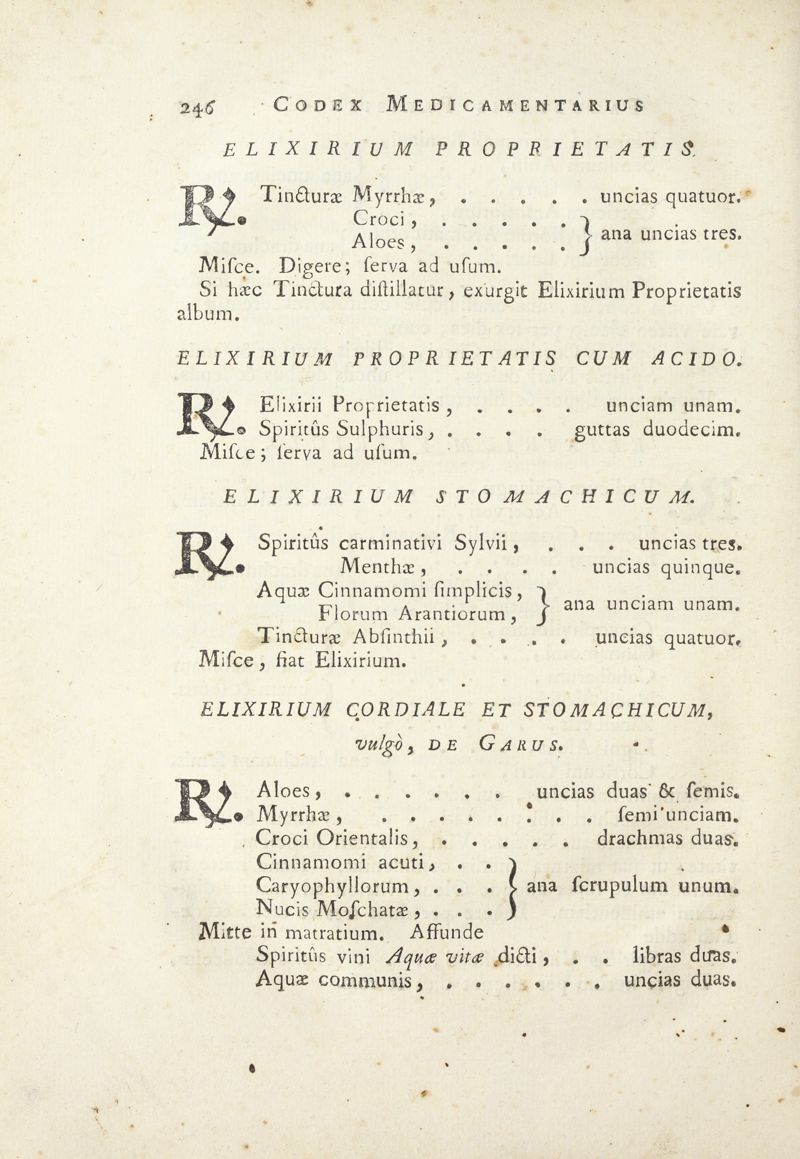 246 CODEX MEDICAMENTARIUS
ELIXIRIUM PROPRIETATIS.
℞. Tincturæ Myrrhæ, . . . . . uncias quatuor.
Croci, . . . . .
Aloes, . . . . . } ana uncias tres.
Miſce. Digere; ſerva ad uſum.
Si hæc Tinctura diſtillatur, exurgit Elixirium Proprietatis
album.
ELIXIRIUM PROPRIETATIS CUM ACIDO.
℞. Elixirii Proprietatis, . . . . unciam unam.
Spiritûs Sulphuris, . . . . guttas duodecim.
Miſce; ſerva ad uſum.
ELIXIRIUM STOMACHICUM.
℞. Spiritûs carminativi Sylvii, . . . uncias tres.
Menthæ, . . . . uncias quinque.
Aquæ Cinnamomi ſimplicis,
Florum Arantiorum, } ana unciam unam.
Tincturæ Abſinthii, . . . . uncias quatuor.
Miſce, fiat Elixirium.
ELIXIRIUM CORDIALE ET STOMACHICUM,
vulgò, DE GARUS.
℞. Aloes, . . . . . . uncias duas & ſemis.
Myrrhæ, . . . . . . . . ſemi'unciam.
Croci Orientalis, . . . . . drachmas duas.
Cinnamomi acuti, . .
Caryophyllorum, . . . } ana ſcrupulum unum.
Nucis Moſchatæ, . . .
Mitte in matratium. Affunde
Spiritûs vini Aquæ vitæ dicti, . . libras duas.
Aquæ communis, . . . . . . uncias duas.